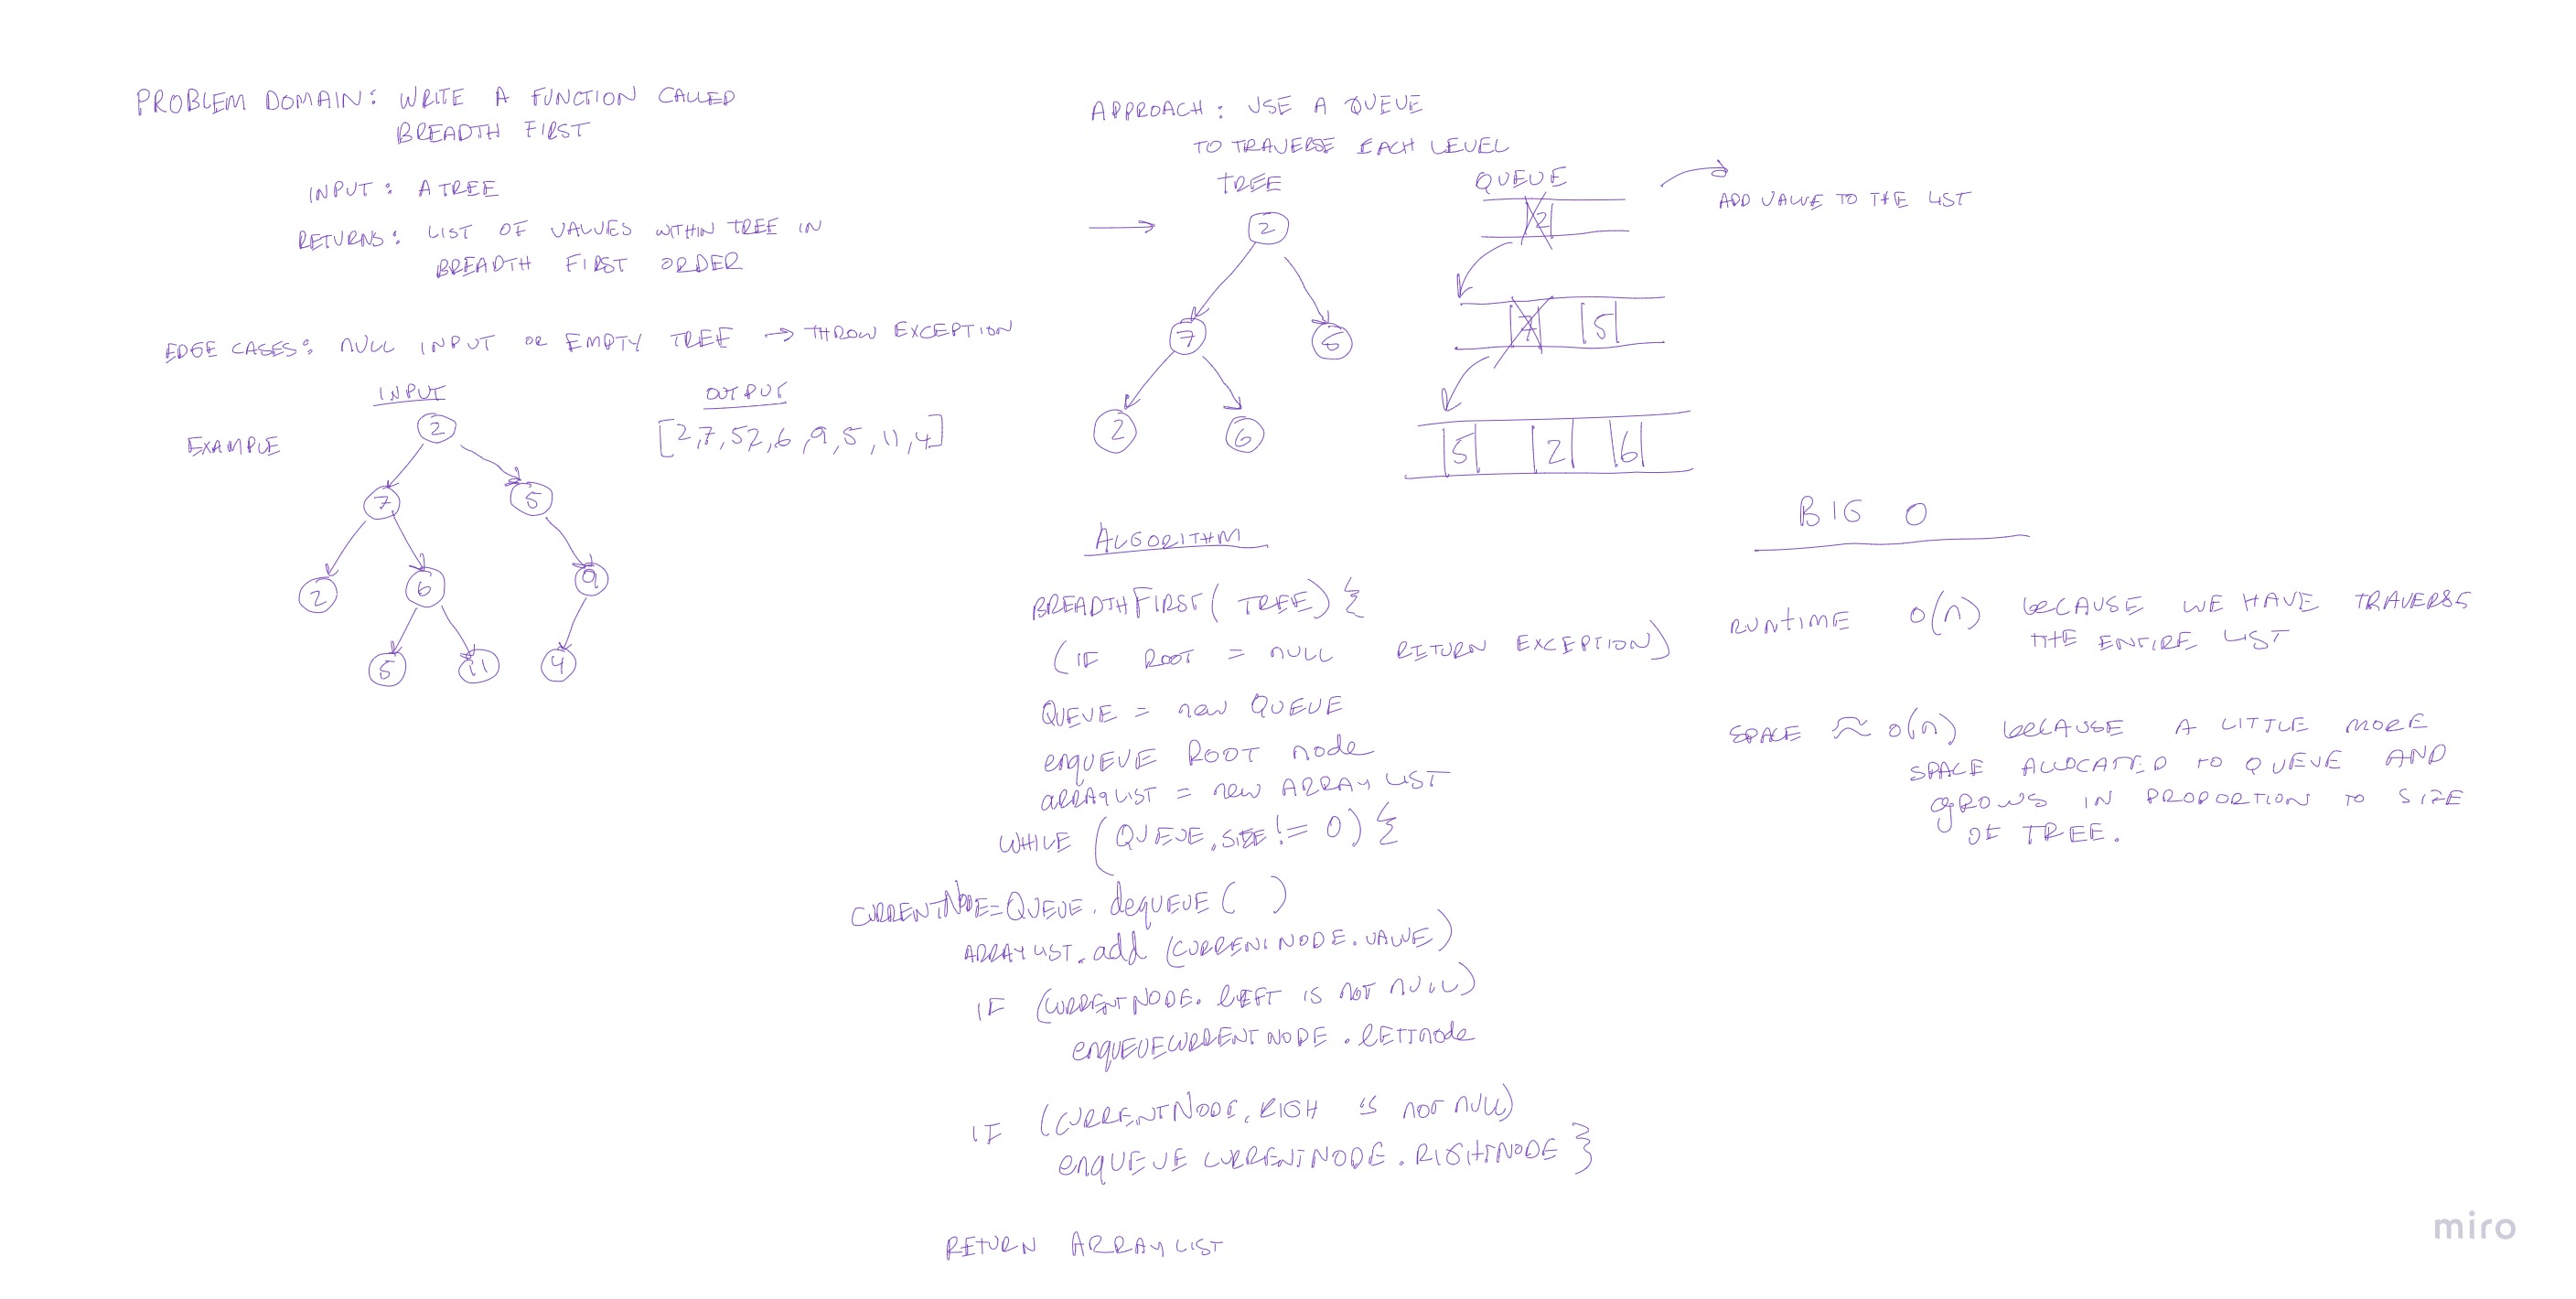 PROBLEM DOMAIN: WRITE A FUNCTION CALLED
BREADTH FIRST
INPUT: A TREE
RETURNS: LIST OF VALUES WITHIN TREE IN
BREADTH FIRST ORDER
EDGE CASES: NULL INPUT OR EMPTY TREE → THROW EXCEPTION
INPUT
OUTPUT
EXAMPLE
[2,7,52,6,9,5,11,4]
2
7
5
2
6
9
5
11
4
APPROACH: USE A QUEUE
TO TRAVERSE EACH LEVEL
TREE
QUEUE
ADD VALUE TO THE LIST
2
7
6
2
6
2
7 5
5 2 6
ALGORITHM
BREADTHFIRST(TREE){
(IF ROOT = NULL RETURN EXCEPTION)
QUEUE = new QUEUE
enqUEUE ROOT node
aRRAYLIST = new ARRAYLIST
WHILE (QUEUE.SIZE != 0){
CURRENTNODE=QUEUE.deqUEUE( )
ARRAYLIST.add (CURRENTNODE.VALUE)
IF (CURRENTNODE.lEFT IS NOT NULL)
enqUEUECURRENTNODE.lEFTnode
IF (CURRENTNODE.RIGH IS NOT NULL)
enqUEUE CURRENTNODE.RIGHTNODE }
RETURN ARRAYLIST
BIG O
RUNTIME O(n) BECAUSE WE HAVE TRAVERSE
THE ENTIRE LIST
SPACE ≈ O(n) BECAUSE A LITTLE MORE
SPACE ALLOCATED TO QUEUE AND
GROWS IN PROPORTION TO SIZE
OF TREE.
miro